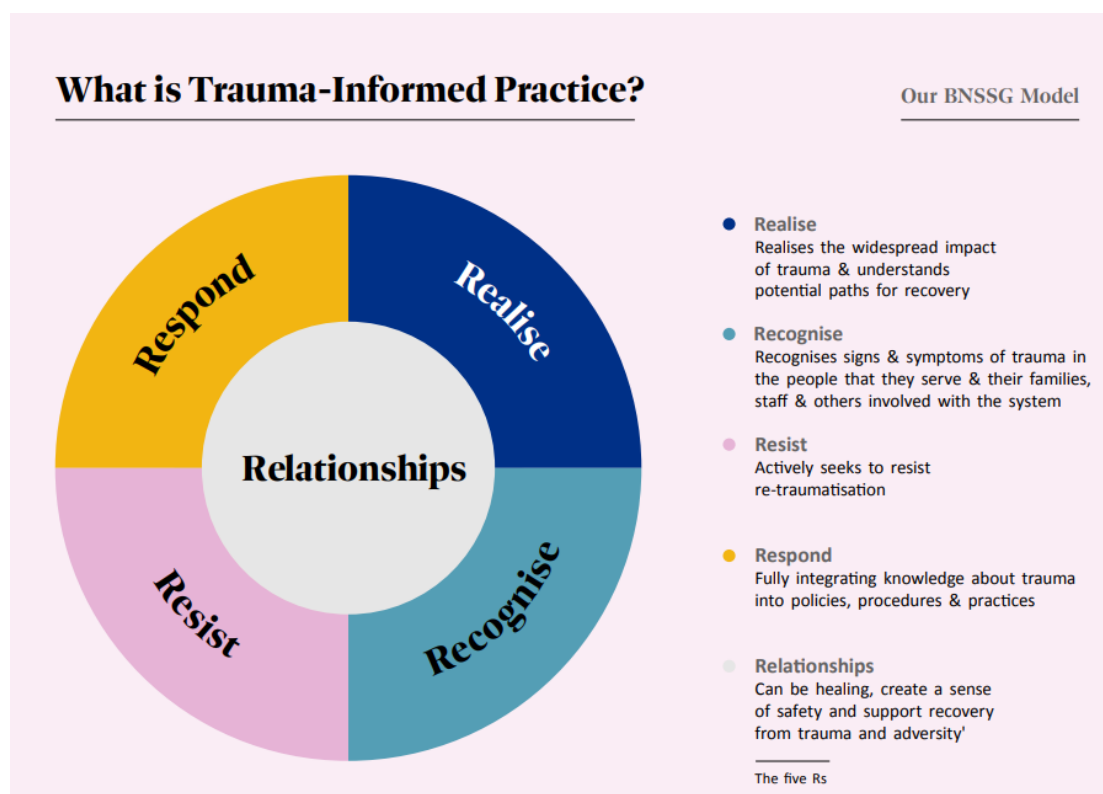 What is Trauma-Informed Practice?
Our BNSSG Model
Respond
Realise
Relationships
Resist
Recognise
Realise
Realises the widespread impact
of trauma & understands
potential paths for recovery
Recognise
Recognises signs & symptoms of trauma in
the people that they serve & their families,
staff & others involved with the system
Resist
Actively seeks to resist
re-traumatisation
Respond
Fully integrating knowledge about trauma
into policies, procedures & practices
Relationships
Can be healing, create a sense
of safety and support recovery
from trauma and adversity'
The five Rs